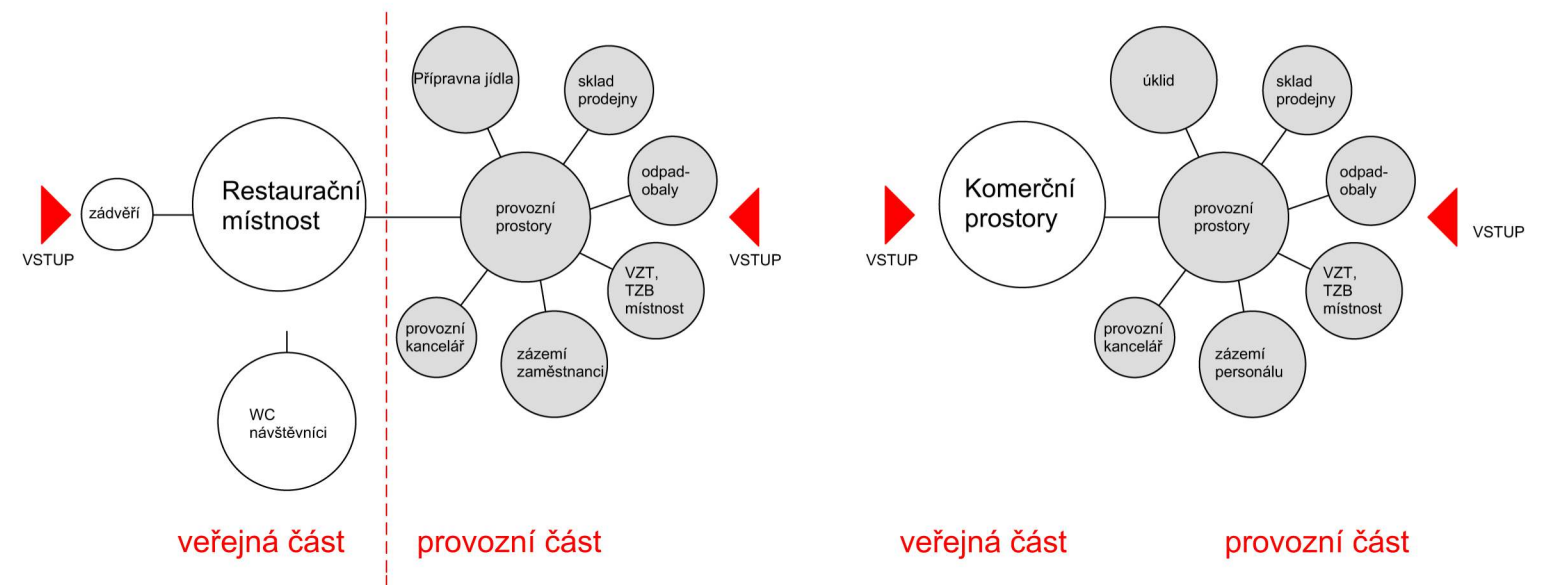 Přípravna jídla
sklad
prodejny
odpad-
obaly
zádvěří
Restaurační
místnost
provozní
prostory
VSTUP
VSTUP
VZT,
TZB
místnost
provozní
kancelář
zázemí
zaměstnanci
WC
návštěvníci
veřejná část
provozní část
úklid
sklad
prodejny
odpad-
obaly
Komerční
prostory
provozní
prostory
VSTUP
VSTUP
VZT,
TZB
místnost
provozní
kancelář
zázemí
personálu
veřejná část
provozní část